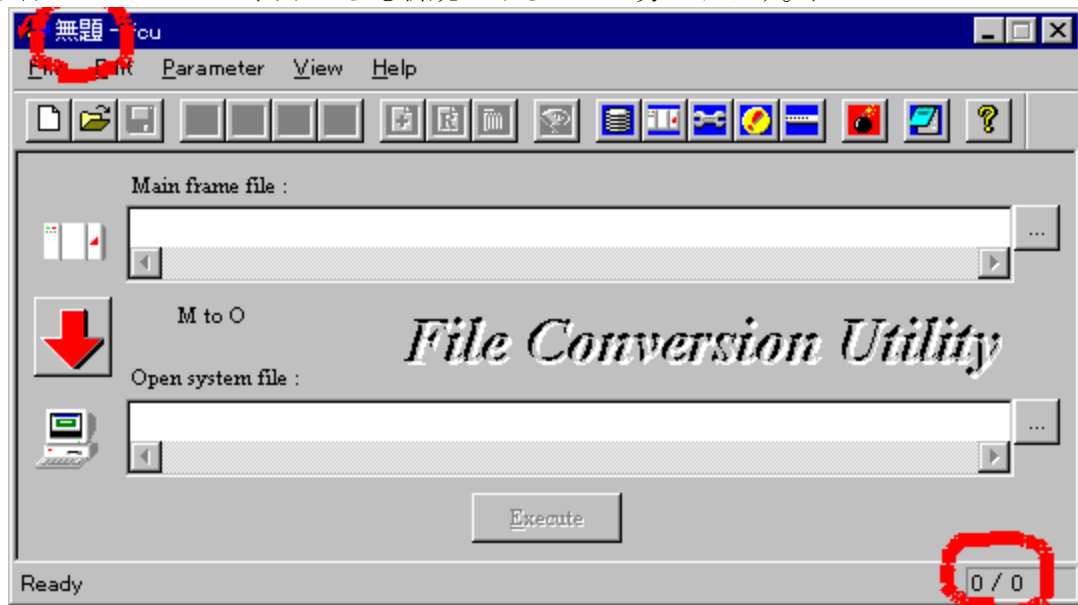 無題 - fcu
File Edit Parameter View Help
Main frame file :
...
M to O
File Conversion Utility
Open system file :
...
Execute
Ready
0 / 0